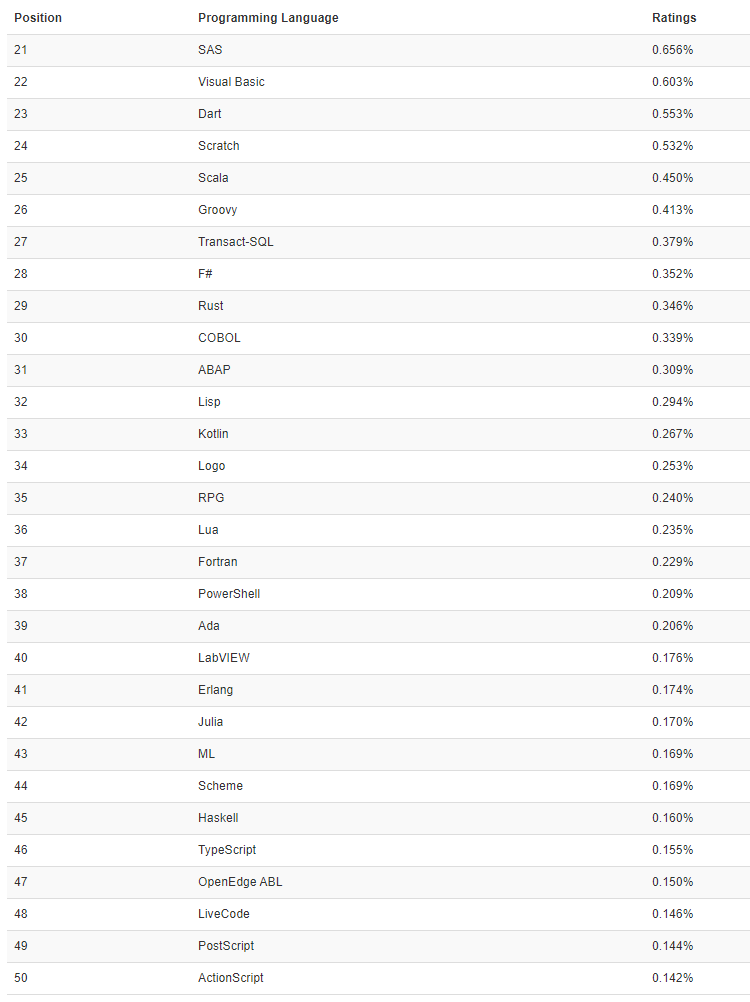 Position Programming Language Ratings
21 SAS 0.656%
22 Visual Basic 0.603%
23 Dart 0.553%
24 Scratch 0.532%
25 Scala 0.450%
26 Groovy 0.413%
27 Transact-SQL 0.379%
28 F# 0.352%
29 Rust 0.346%
30 COBOL 0.339%
31 ABAP 0.309%
32 Lisp 0.294%
33 Kotlin 0.267%
34 Logo 0.253%
35 RPG 0.240%
36 Lua 0.235%
37 Fortran 0.229%
38 PowerShell 0.209%
39 Ada 0.206%
40 LabVIEW 0.176%
41 Erlang 0.174%
42 Julia 0.170%
43 ML 0.169%
44 Scheme 0.169%
45 Haskell 0.160%
46 TypeScript 0.155%
47 OpenEdge ABL 0.150%
48 LiveCode 0.146%
49 PostScript 0.144%
50 ActionScript 0.142%